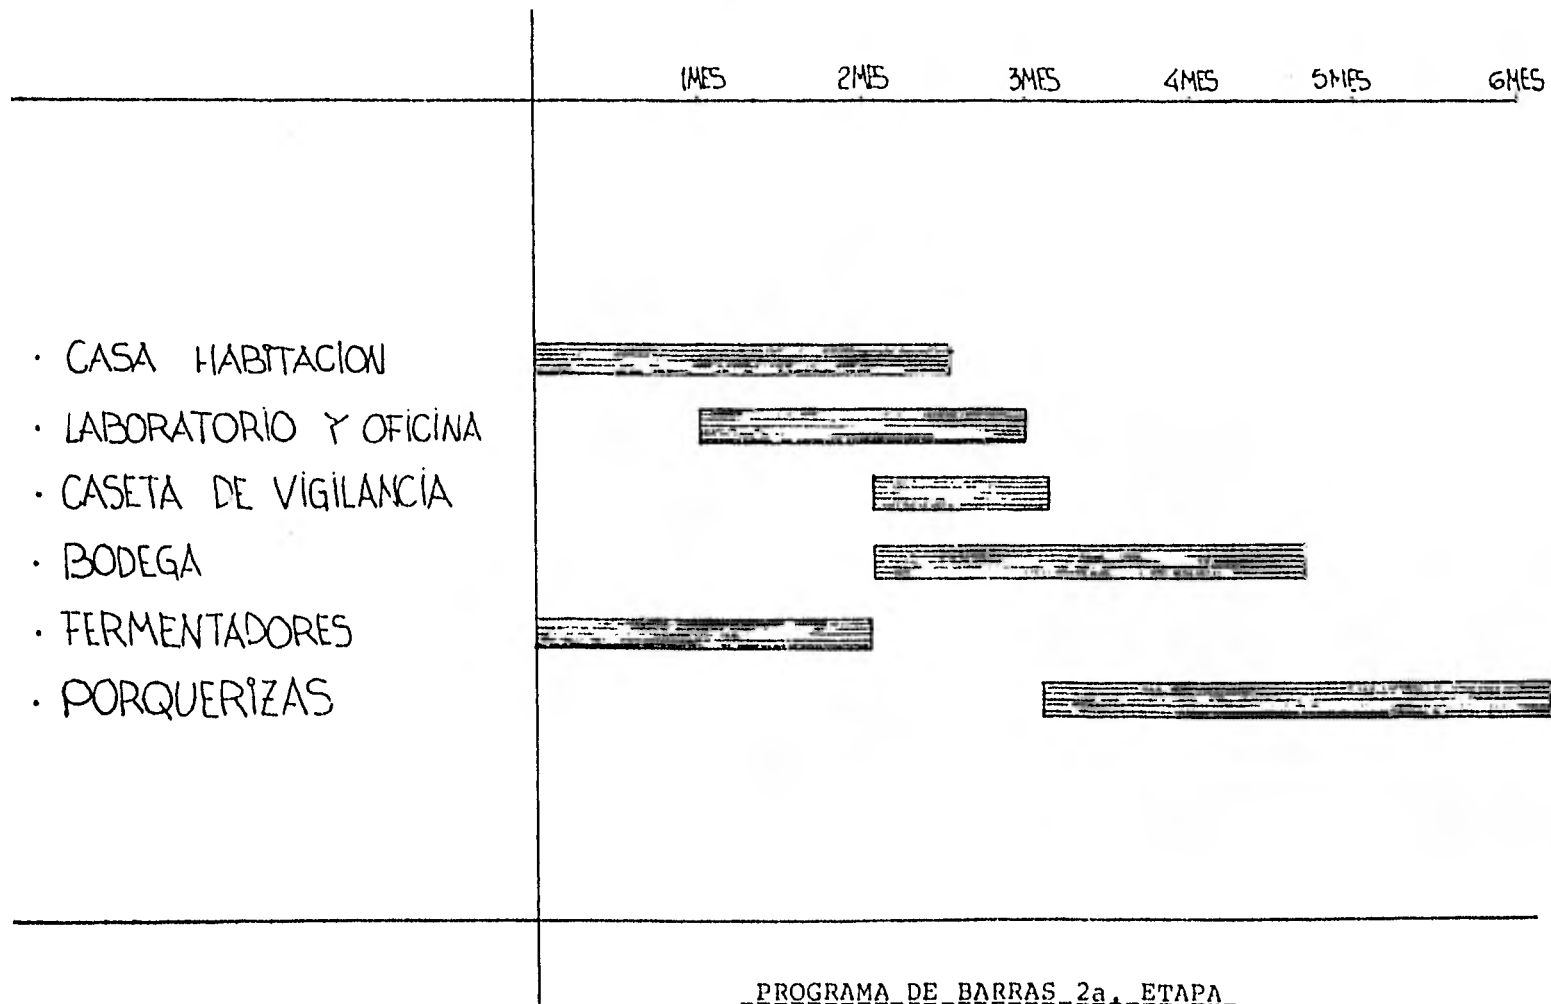 1MES 2MES 3MES 4MES 5MES 6MES
· CASA HABITACION
· LABORATORIO Y OFICINA
· CASETA DE VIGILANCIA
· BODEGA
· FERMENTADORES
· PORQUERIZAS
PROGRAMA DE BARRAS 2a. ETAPA